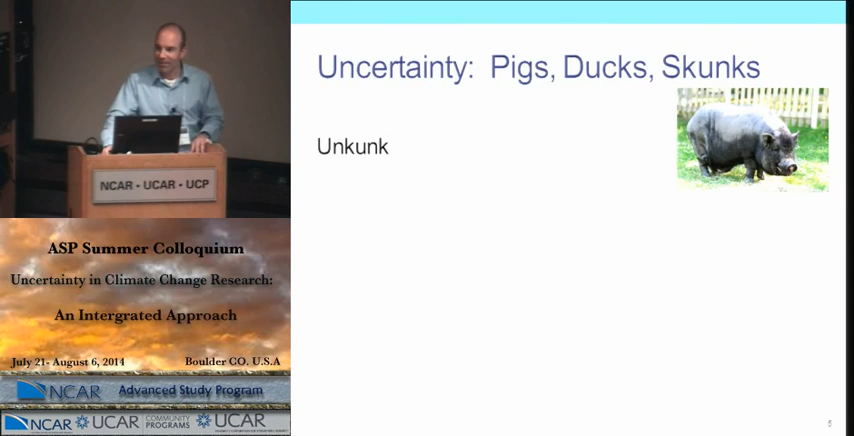 Uncertainty: Pigs, Ducks, Skunks
Unkunk
NCAR • UCAR • UCP
ASP Summer Colloquium
Uncertainty in Climate Change Research:
An Intergrated Approach
July 21- August 6, 2014 Boulder CO. U.S.A
NCAR Advanced Study Program
NCAR UCAR COMMUNITY PROGRAMS UCAR
5